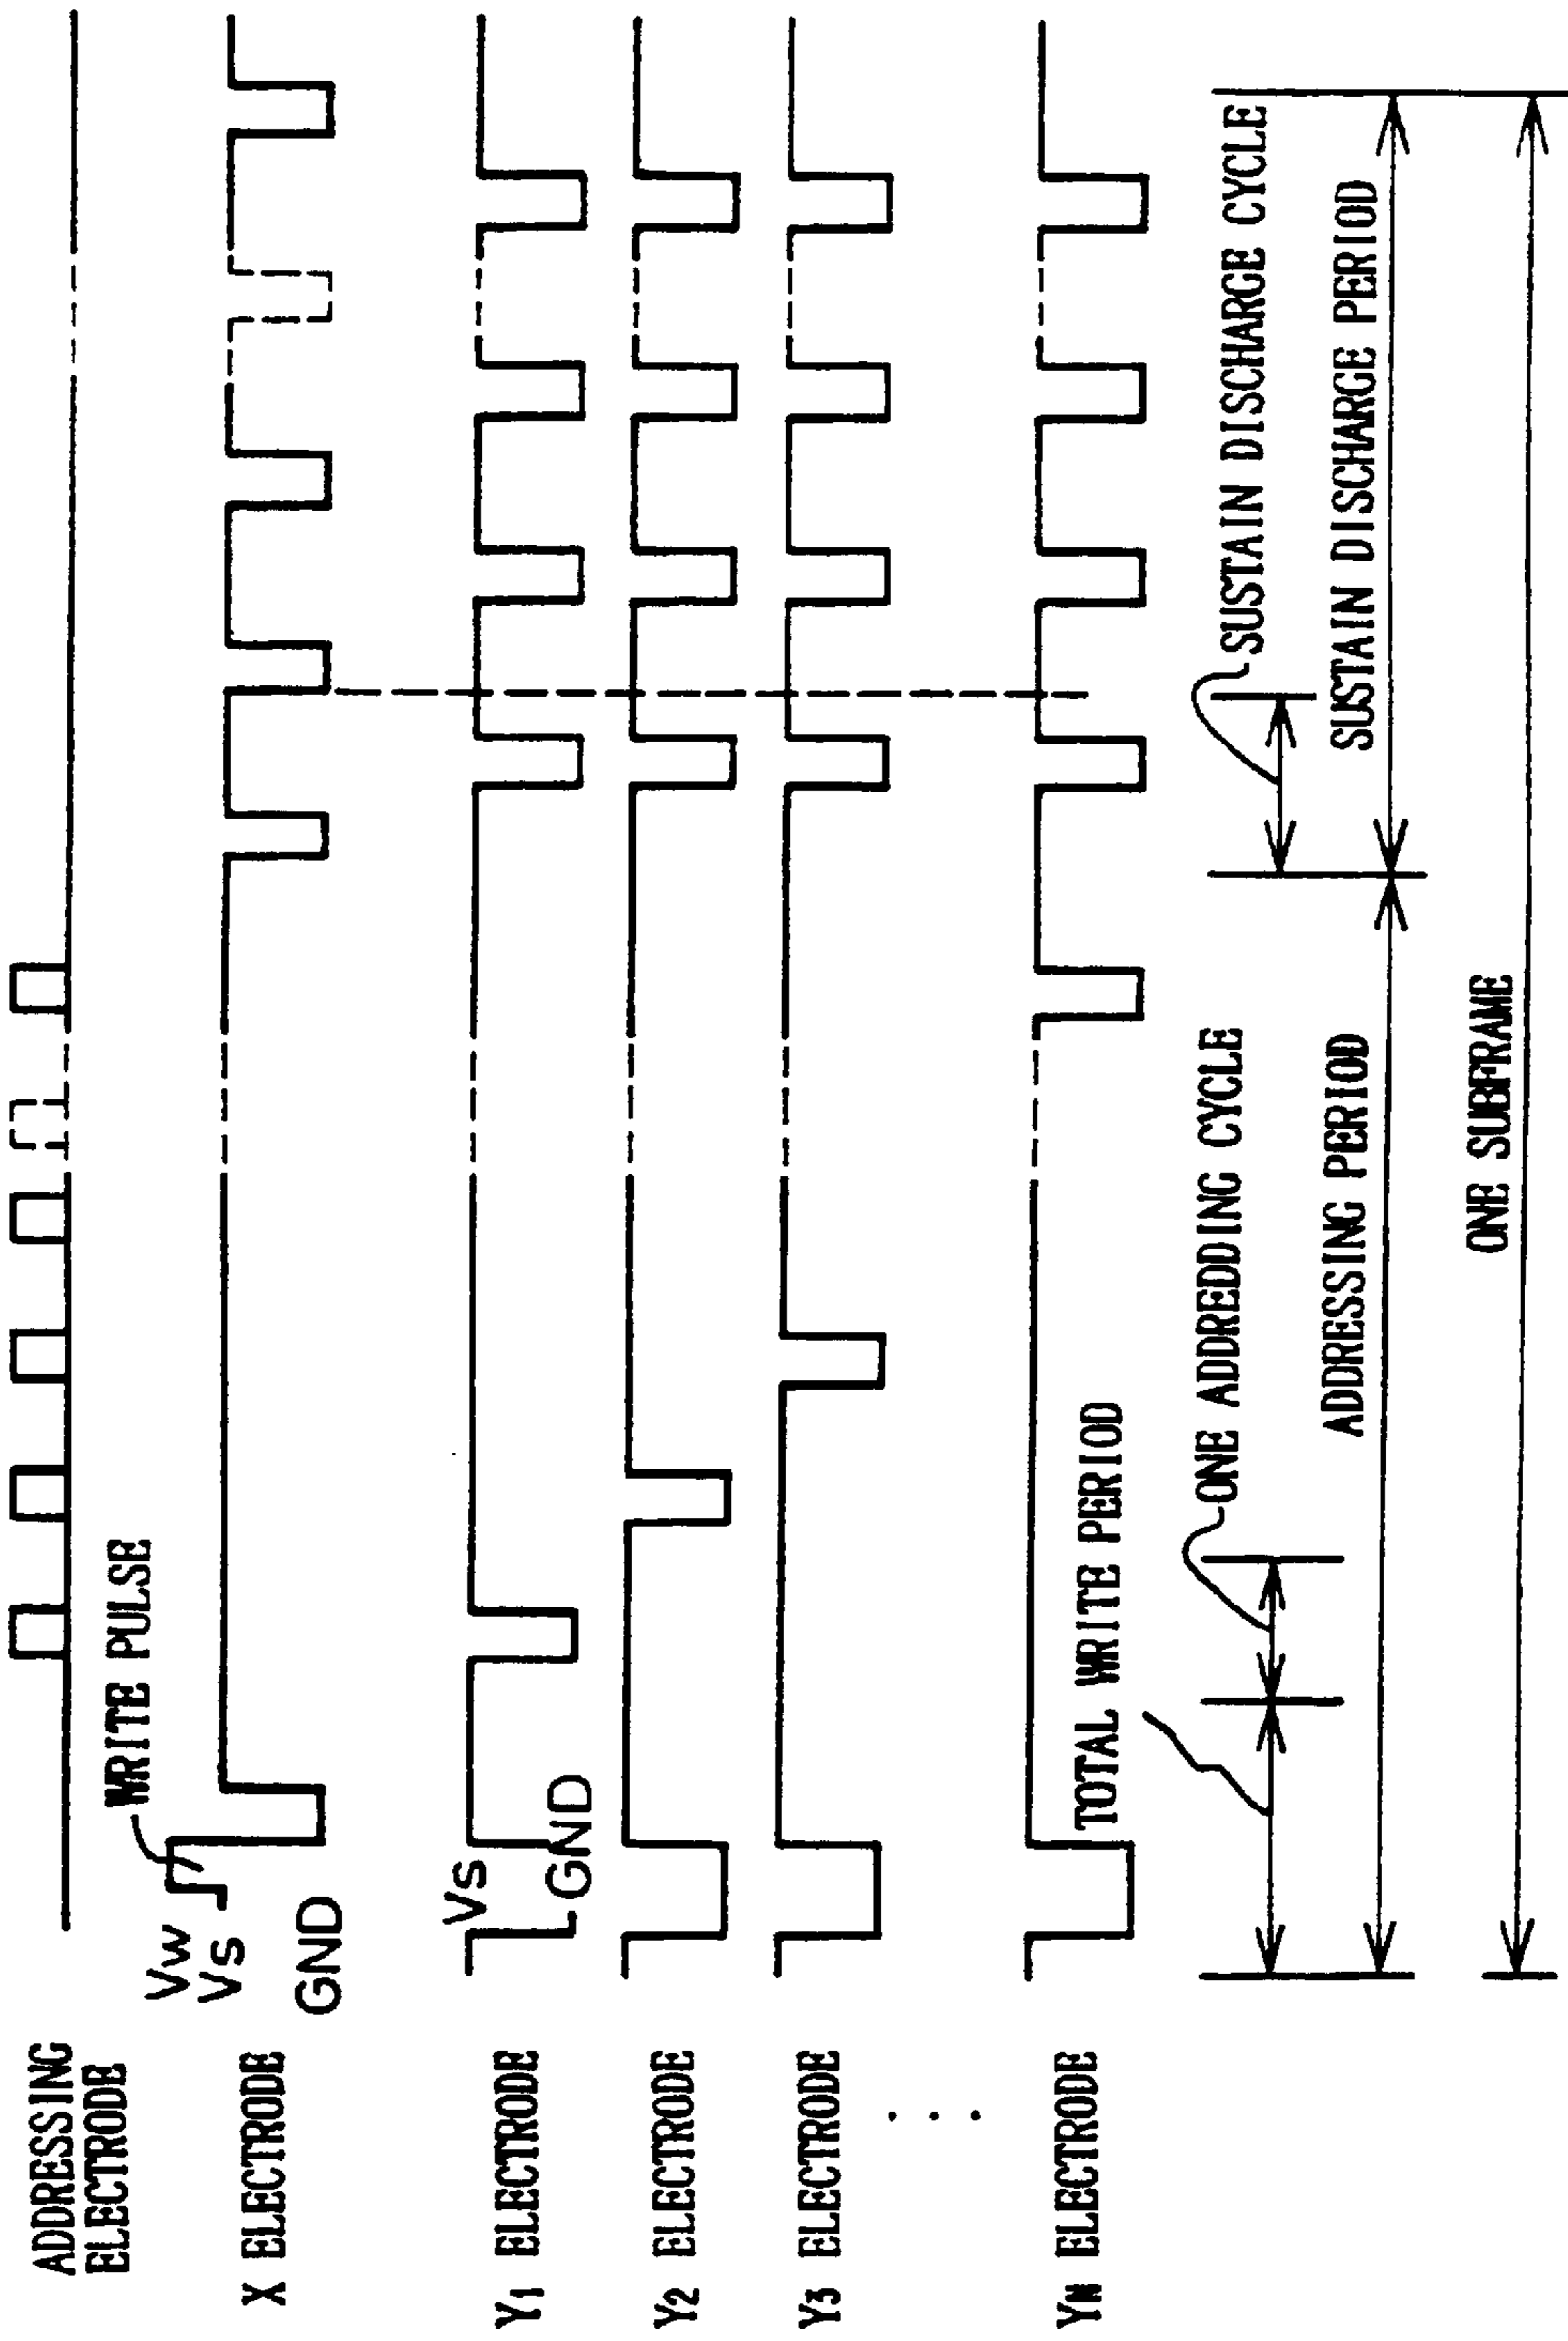 ADDRESSING
ELECTRODE
WRITE PULSE
Vw
Vs
GND
X ELECTRODE
Vs
GND
Y1 ELECTRODE
Y2 ELECTRODE
Y3 ELECTRODE
YN ELECTRODE
TOTAL WRITE PERIOD
ONE ADDREDDING CYCLE
SUSTAIN DISCHARGE CYCLE
ADDRESSING PERIOD
SUSTAIN DISCHARGE PERIOD
ONE SUBFRAME